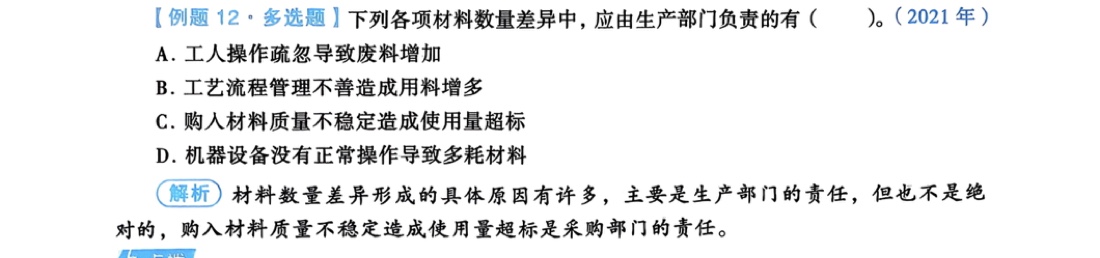 【例题 12·多选题】下列各项材料数量差异中，应由生产部门负责的有（　　）。（2021 年）
A. 工人操作疏忽导致废料增加
B. 工艺流程管理不善造成用料增多
C. 购入材料质量不稳定造成使用量超标
D. 机器设备没有正常操作导致多耗材料
解析 材料数量差异形成的具体原因有许多，主要是生产部门的责任，但也不是绝
对的，购入材料质量不稳定造成使用量超标是采购部门的责任。